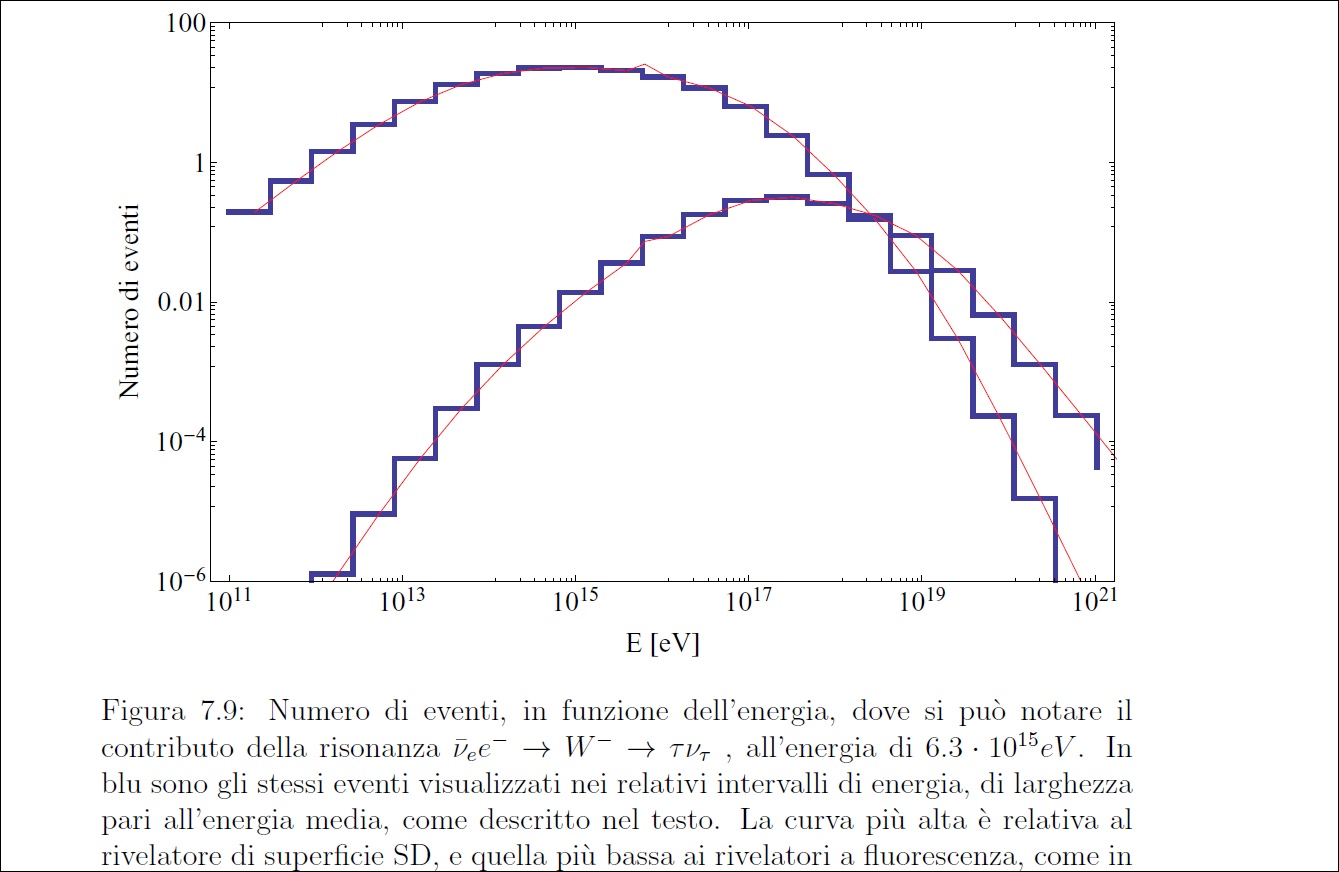 100
1
0.01
10⁻⁴
10⁻⁶
Numero di eventi
10¹¹ 10¹³ 10¹⁵ 10¹⁷ 10¹⁹ 10²¹
E [eV]
Figura 7.9: Numero di eventi, in funzione dell'energia, dove si può notare il
contributo della risonanza ν̄ₑe⁻ → W⁻ → τν_τ , all'energia di 6.3 · 10¹⁵eV. In
blu sono gli stessi eventi visualizzati nei relativi intervalli di energia, di larghezza
pari all'energia media, come descritto nel testo. La curva più alta è relativa al
rivelatore di superficie SD, e quella più bassa ai rivelatori a fluorescenza, come in